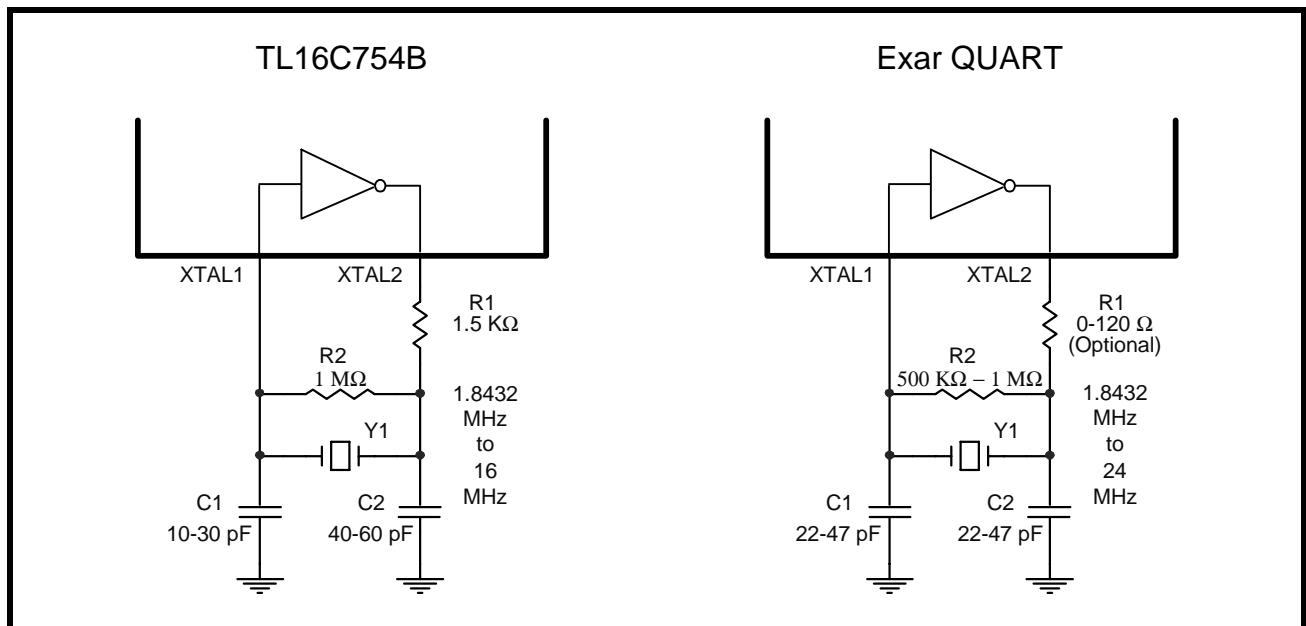 TL16C754B
XTAL1
XTAL2
R1
1.5 KΩ
R2
1 MΩ
1.8432
MHz
to
16
MHz
Y1
C1
10-30 pF
C2
40-60 pF
Exar QUART
XTAL1
XTAL2
R1
0-120 Ω
(Optional)
R2
500 KΩ – 1 MΩ
1.8432
MHz
to
24
MHz
Y1
C1
22-47 pF
C2
22-47 pF